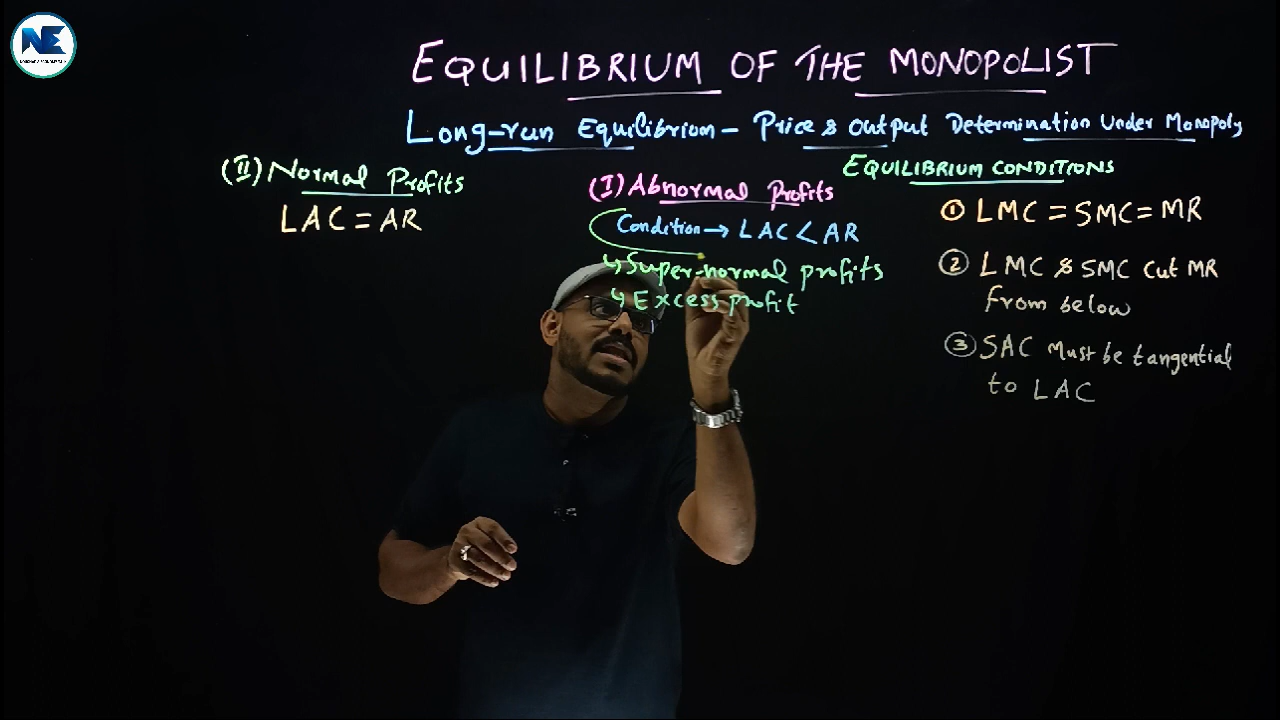 NE
EQUILIBRIUM OF THE MONOPOLIST
Long-run Equilibrium – Price & Output Determination Under Monopoly
(II) Normal Profits
LAC = AR
(I) Abnormal Profits
Condition → LAC < AR
↳ Super-normal profits
↳ Excess profit
EQUILIBRIUM CONDITIONS
① LMC = SMC = MR
② LMC & SMC Cut MR
from below
③ SAC Must be tangential
to LAC